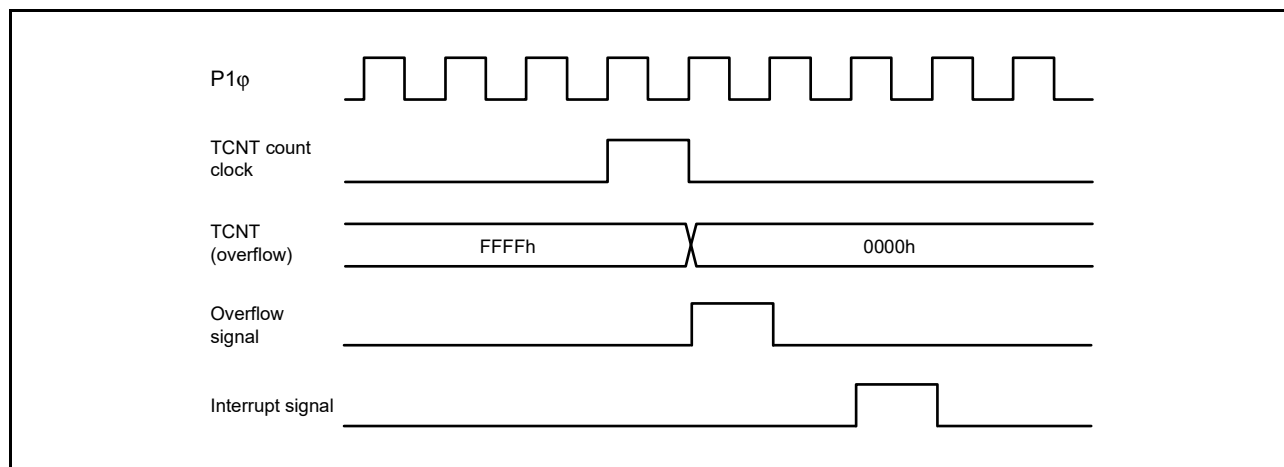 P1φ
TCNT count
clock
TCNT
(overflow)
FFFFh
0000h
Overflow
signal
Interrupt signal